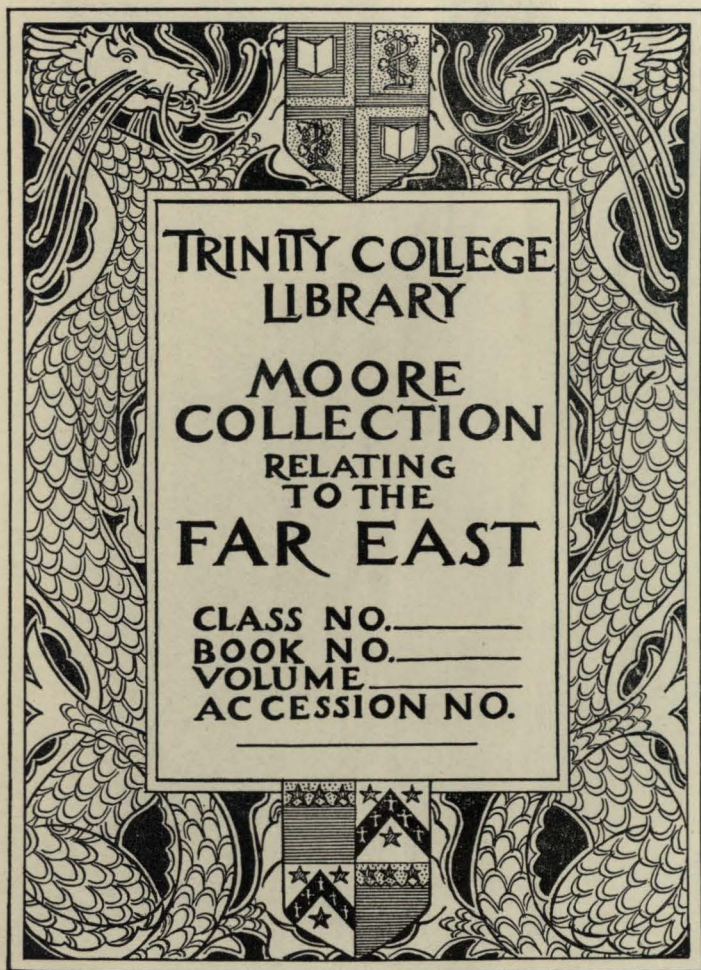 TRINITY COLLEGE
LIBRARY
MOORE
COLLECTION
RELATING
TO THE
FAR EAST
CLASS NO.
BOOK NO.
VOLUME
ACCESSION NO.